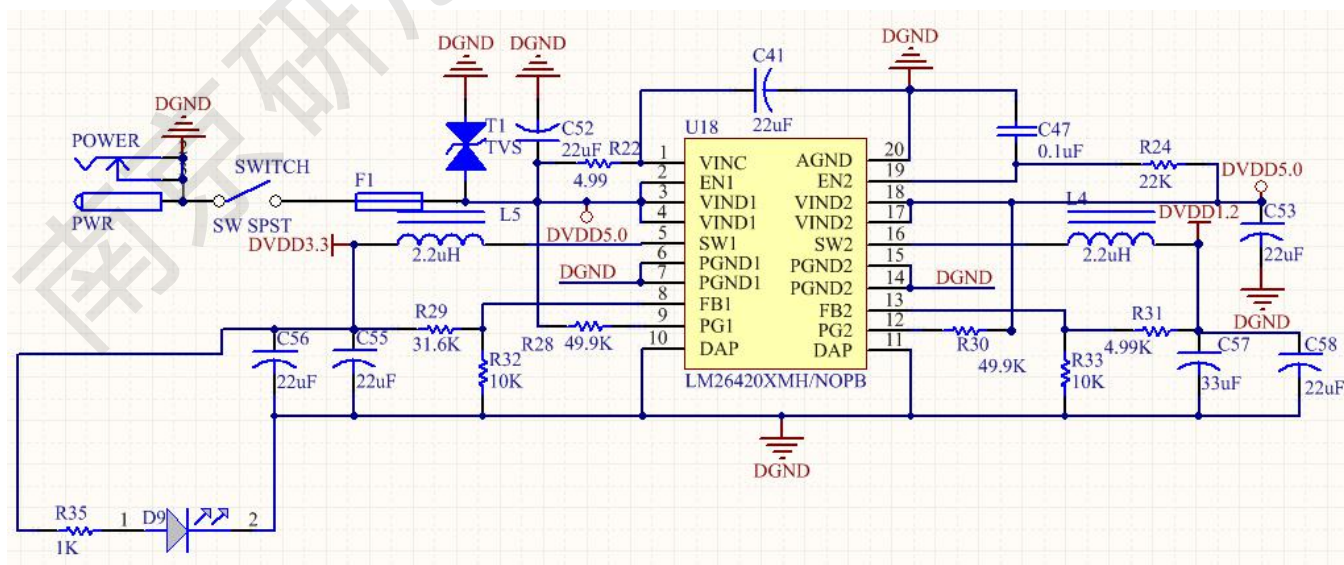 南京研
DGND
DGND
DGND
DGND
POWER
PWR
SWITCH
SW SPST
F1
T1
TVS
C52
22uF
R22
4.99
C41
22uF
U18
C47
0.1uF
R24
22K
DVDD5.0
L5
2.2uH
DVDD3.3
DVDD5.0
DGND
1 VINC AGND 20
2 EN1 EN2 19
3 VIND1 VIND2 18
4 VIND1 VIND2 17
5 SW1 SW2 16
6 PGND1 PGND2 15
7 PGND1 PGND2 14
8 FB1 FB2 13
9 PG1 PG2 12
10 DAP DAP 11
LM26420XMH/NOPB
L4
2.2uH
DVDD1.2
C53
22uF
DGND
DGND
R29
31.6K
R32
10K
R28 49.9K
C56
22uF
C55
22uF
R30
49.9K
R31
4.99K
R33
10K
C57
33uF
C58
22uF
DGND
R35
1K
1 D9 2